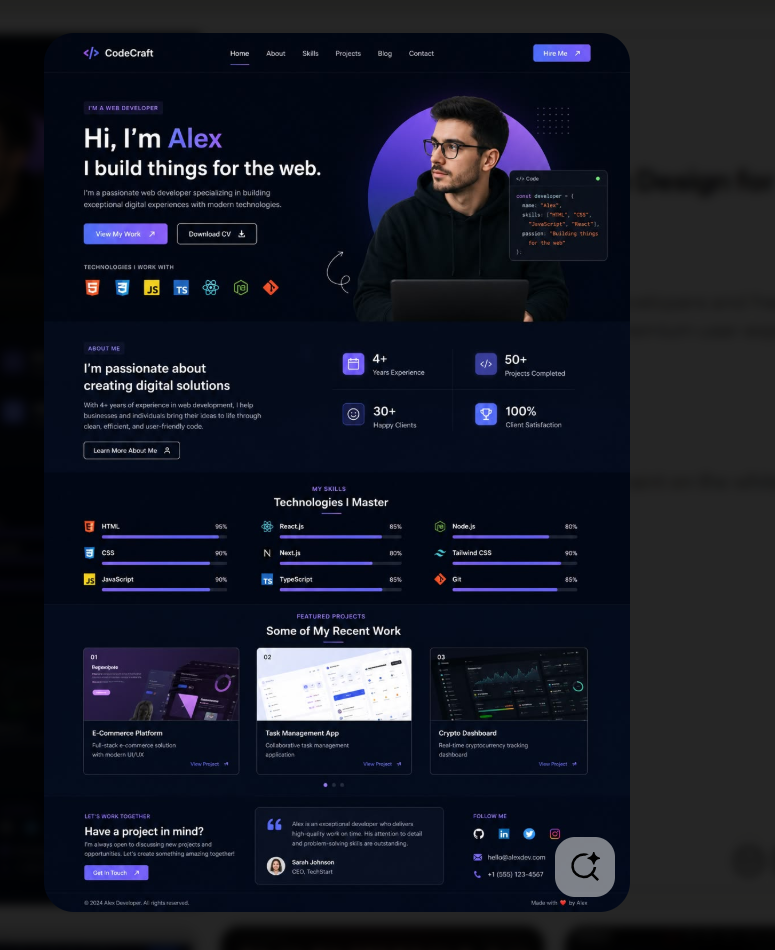 CodeCraft
Home About Skills Projects Blog Contact
Hire Me
I'M A WEB DEVELOPER
Hi, I'm Alex
I build things for the web.
I'm a passionate web developer specializing in building
exceptional digital experiences with modern technologies.
View My Work
Download CV
TECHNOLOGIES I WORK WITH
5
3
JS
TS
</> Code
const developer = {
name: "Alex",
skills: ["HTML", "CSS",
"JavaScript", "React"],
passion: "Building things
for the web"
};
ABOUT ME
I'm passionate about
creating digital solutions
With 4+ years of experience in web development, I help
businesses and individuals bring their ideas to life through
clean, efficient, and user-friendly code.
Learn More About Me
4+
Years Experience
50+
Projects Completed
30+
Happy Clients
100%
Client Satisfaction
MY SKILLS
Technologies I Master
HTML 95%
React.js 85%
Node.js 80%
CSS 90%
Next.js 80%
Tailwind CSS 90%
JS JavaScript 90%
TS TypeScript 85%
Git 85%
FEATURED PROJECTS
Some of My Recent Work
01
02
03
E-Commerce Platform
Full-stack e-commerce solution
with modern UI/UX
View Project
Task Management App
Collaborative task management
application
View Project
Crypto Dashboard
Real-time cryptocurrency tracking
dashboard
View Project
LET'S WORK TOGETHER
Have a project in mind?
I'm always open to discussing new projects and
opportunities. Let's create something amazing together!
Get In Touch
Alex is an exceptional developer who delivers
high-quality work on time. His attention to detail
and problem-solving skills are outstanding.
Sarah Johnson
CEO, TechStart
FOLLOW ME
in
hello@alexdev.com
+1 (555) 123-4567
© 2024 Alex Developer. All rights reserved.
Made with ❤ by Alex